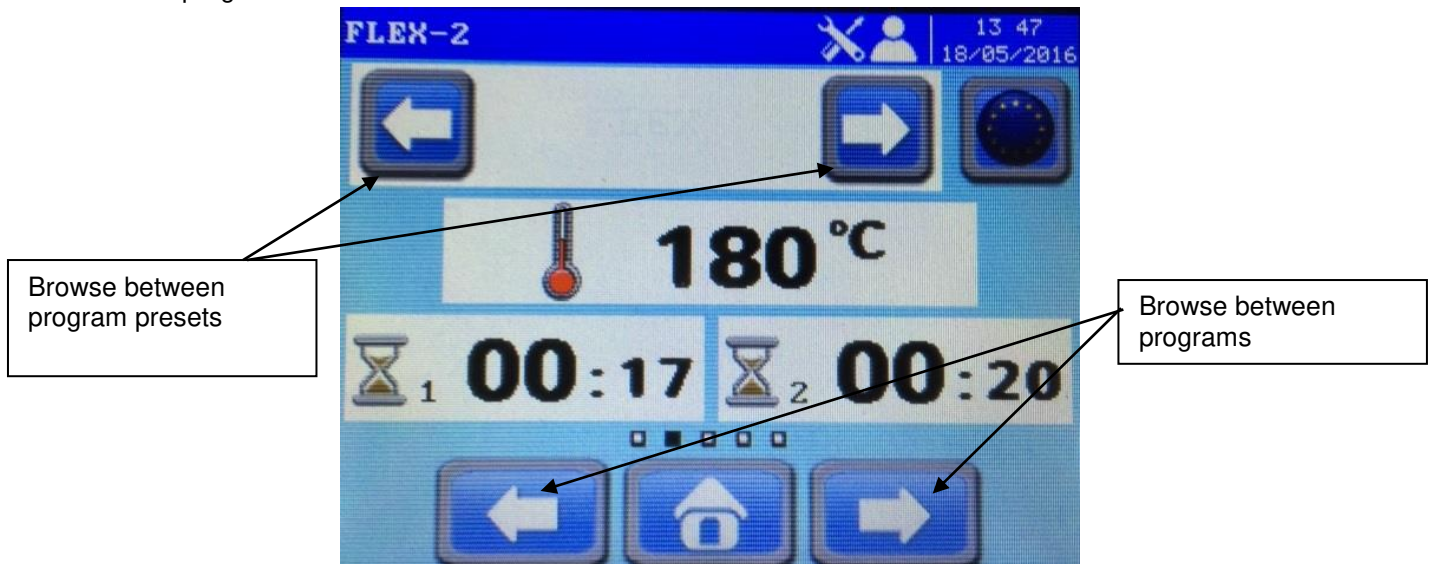 FLEX-2
13 47
18/05/2016
180 °C
1 00:17
2 00:20
Browse between
program presets
Browse between
programs